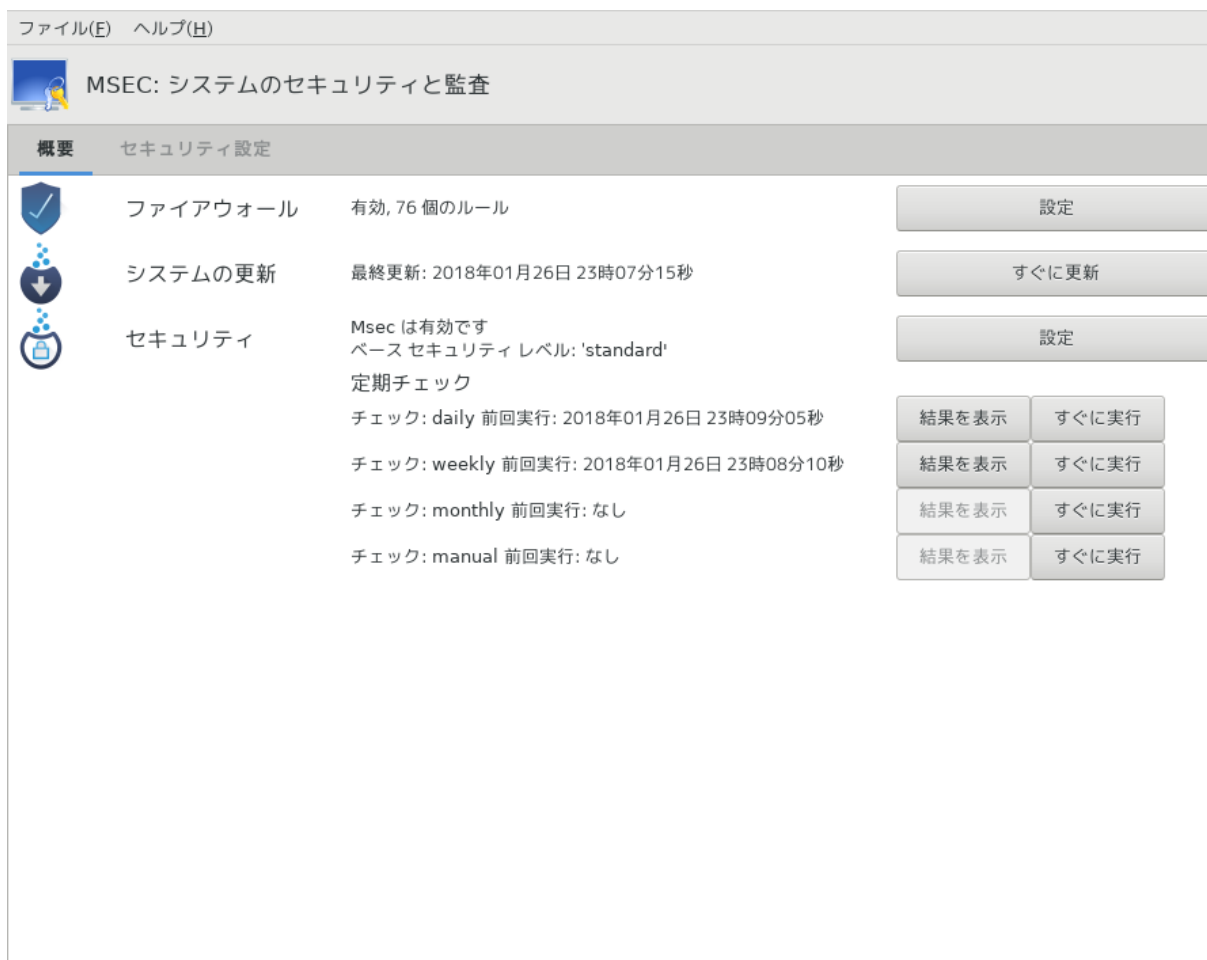 ファイル(F) ヘルプ(H)
MSEC: システムのセキュリティと監査
概要 セキュリティ設定
ファイアウォール 有効, 76 個のルール 設定
システムの更新 最終更新: 2018年01月26日 23時07分15秒 すぐに更新
セキュリティ Msec は有効です 設定
ベース セキュリティ レベル: 'standard'
定期チェック
チェック: daily 前回実行: 2018年01月26日 23時09分05秒 結果を表示 すぐに実行
チェック: weekly 前回実行: 2018年01月26日 23時08分10秒 結果を表示 すぐに実行
チェック: monthly 前回実行: なし 結果を表示 すぐに実行
チェック: manual 前回実行: なし 結果を表示 すぐに実行